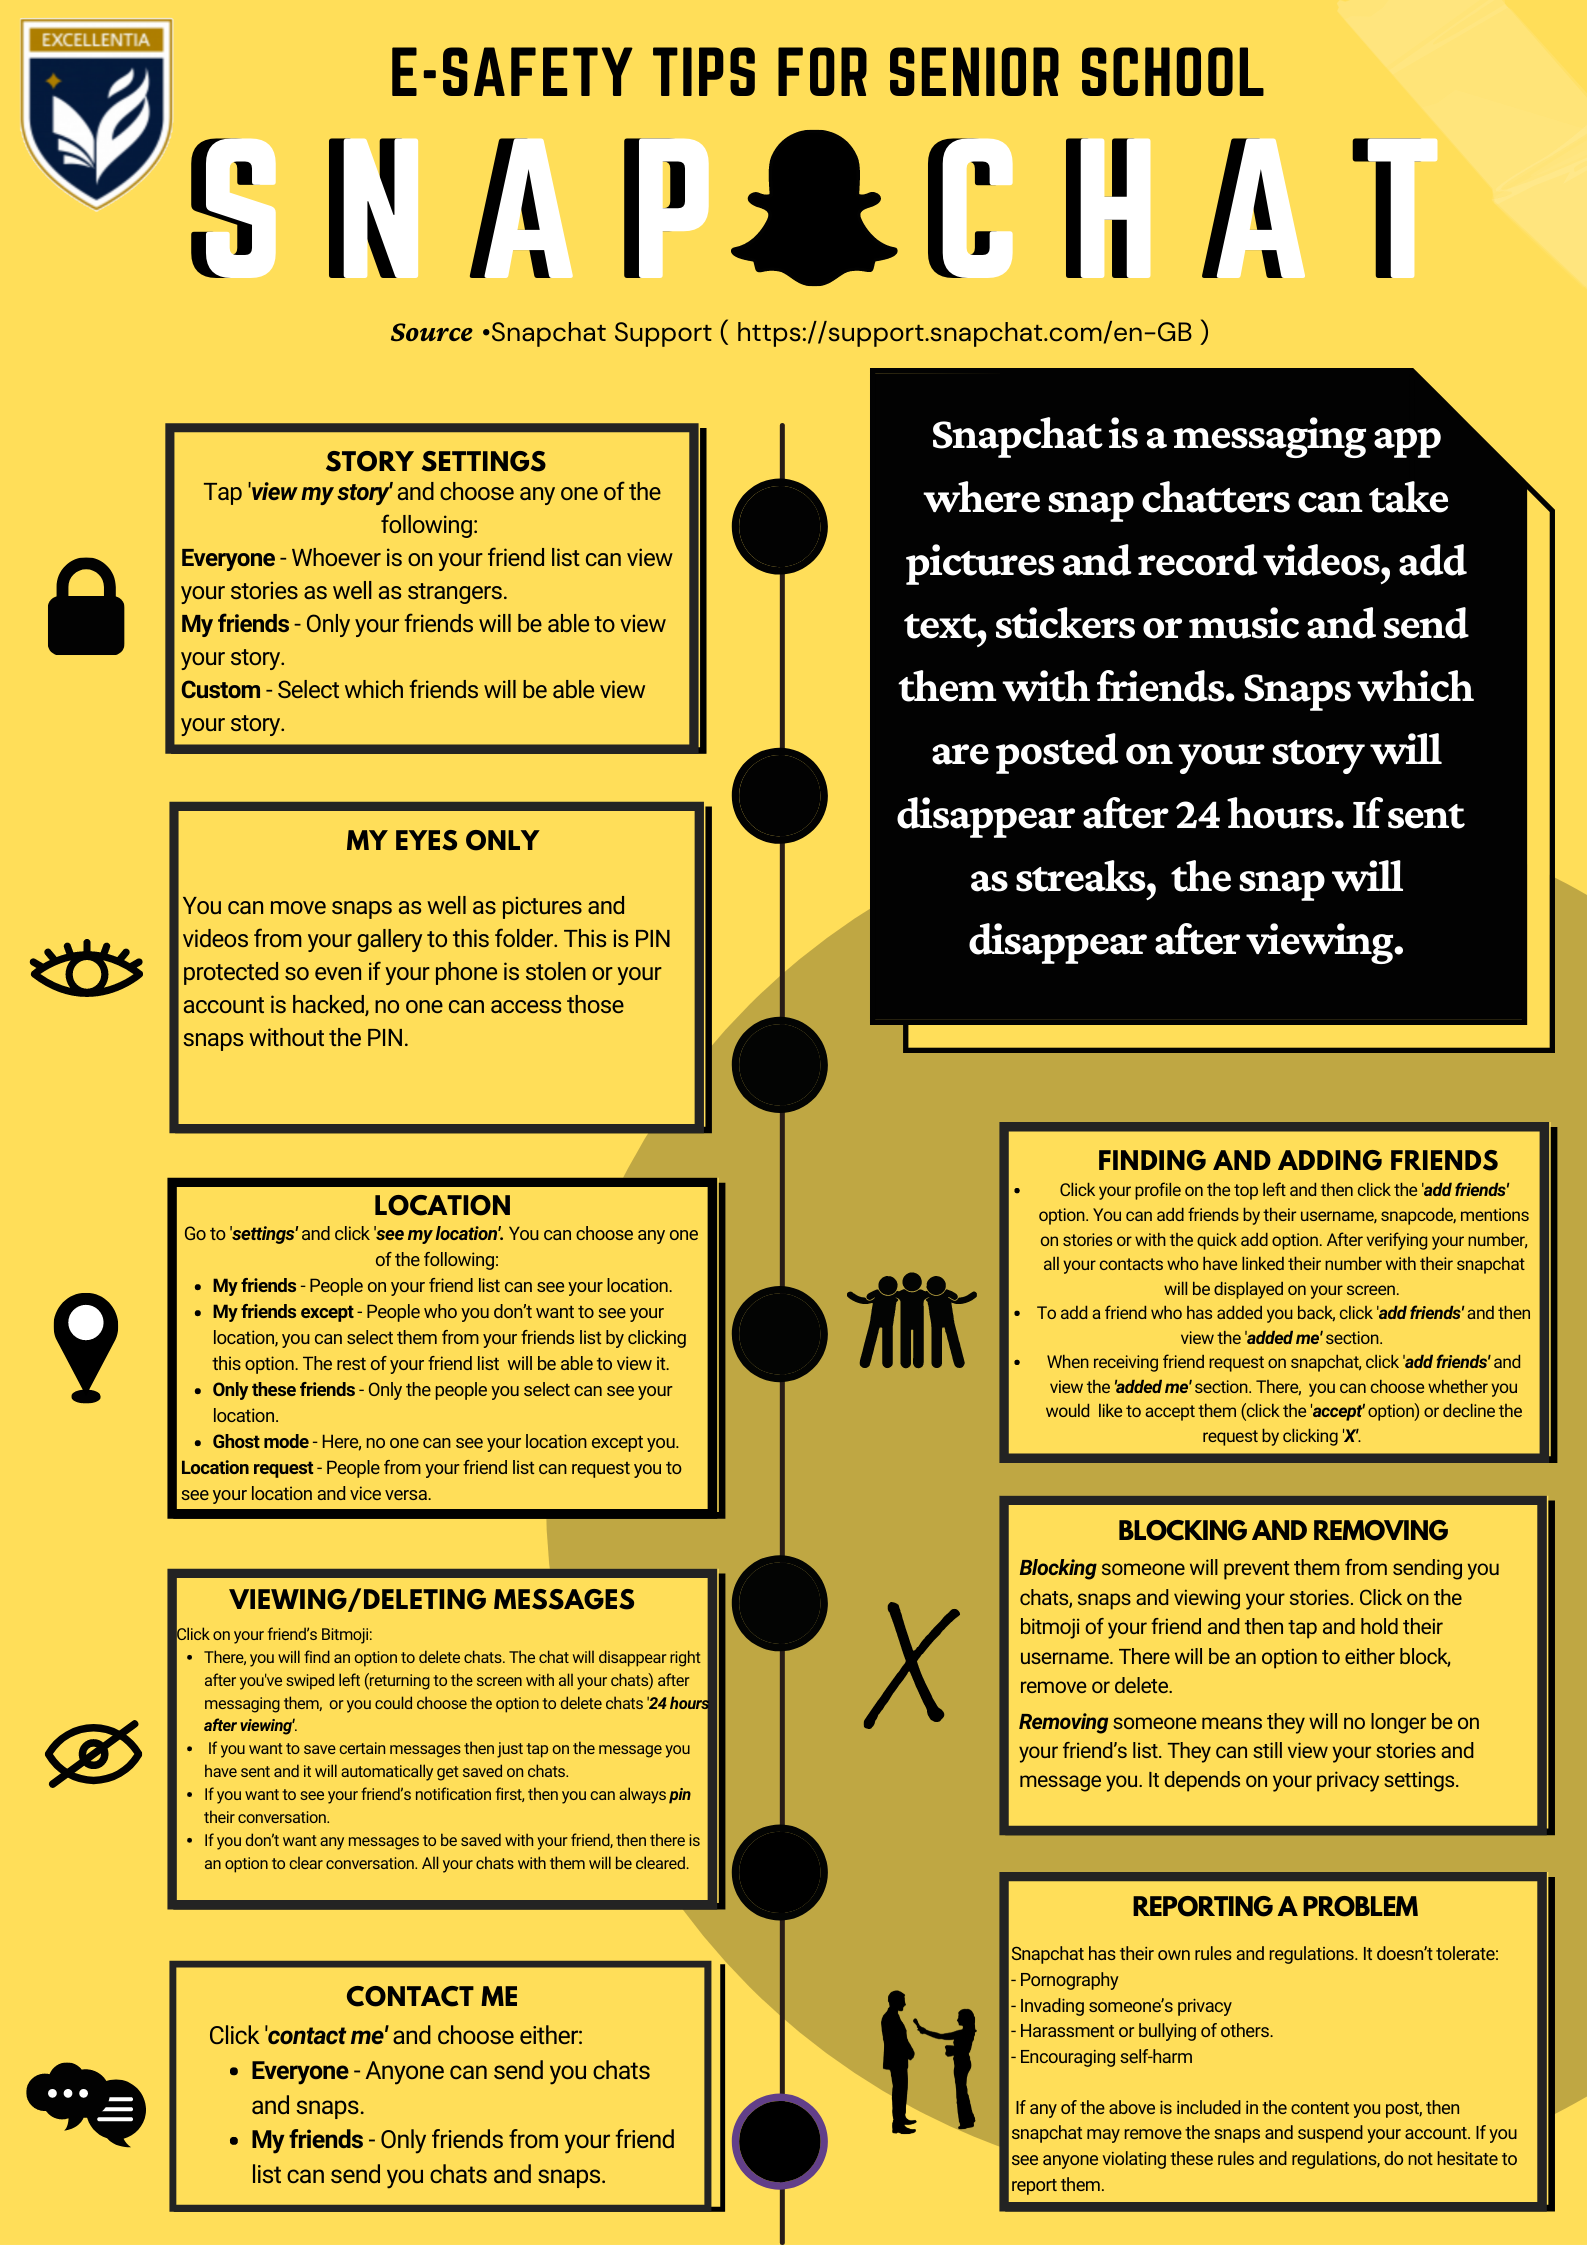 EXCELLENTIA
E-SAFETY TIPS FOR SENIOR SCHOOL
SNAPCHAT
Source •Snapchat Support ( https://support.snapchat.com/en-GB )
STORY SETTINGS
Tap 'view my story' and choose any one of the
following:
Everyone - Whoever is on your friend list can view
your stories as well as strangers.
My friends - Only your friends will be able to view
your story.
Custom - Select which friends will be able view
your story.
Snapchat is a messaging app
where snap chatters can take
pictures and record videos, add
text, stickers or music and send
them with friends. Snaps which
are posted on your story will
disappear after 24 hours. If sent
as streaks, the snap will
disappear after viewing.
MY EYES ONLY
You can move snaps as well as pictures and
videos from your gallery to this folder. This is PIN
protected so even if your phone is stolen or your
account is hacked, no one can access those
snaps without the PIN.
LOCATION
Go to 'settings' and click 'see my location'. You can choose any one
of the following:
• My friends - People on your friend list can see your location.
• My friends except - People who you don't want to see your
location, you can select them from your friends list by clicking
this option. The rest of your friend list will be able to view it.
• Only these friends - Only the people you select can see your
location.
• Ghost mode - Here, no one can see your location except you.
Location request - People from your friend list can request you to
see your location and vice versa.
FINDING AND ADDING FRIENDS
• Click your profile on the top left and then click the 'add friends'
option. You can add friends by their username, snapcode, mentions
on stories or with the quick add option. After verifying your number,
all your contacts who have linked their number with their snapchat
will be displayed on your screen.
• To add a friend who has added you back, click 'add friends' and then
view the 'added me' section.
• When receiving friend request on snapchat, click 'add friends' and
view the 'added me' section. There, you can choose whether you
would like to accept them (click the 'accept' option) or decline the
request by clicking 'X'.
VIEWING/DELETING MESSAGES
Click on your friend's Bitmoji:
• There, you will find an option to delete chats. The chat will disappear right
after you've swiped left (returning to the screen with all your chats) after
messaging them, or you could choose the option to delete chats '24 hours
after viewing'.
• If you want to save certain messages then just tap on the message you
have sent and it will automatically get saved on chats.
• If you want to see your friend's notification first, then you can always pin
their conversation.
• If you don't want any messages to be saved with your friend, then there is
an option to clear conversation. All your chats with them will be cleared.
BLOCKING AND REMOVING
Blocking someone will prevent them from sending you
chats, snaps and viewing your stories. Click on the
bitmoji of your friend and then tap and hold their
username. There will be an option to either block,
remove or delete.
Removing someone means they will no longer be on
your friend's list. They can still view your stories and
message you. It depends on your privacy settings.
CONTACT ME
Click 'contact me' and choose either:
• Everyone - Anyone can send you chats
and snaps.
• My friends - Only friends from your friend
list can send you chats and snaps.
REPORTING A PROBLEM
Snapchat has their own rules and regulations. It doesn't tolerate:
- Pornography
- Invading someone's privacy
- Harassment or bullying of others.
- Encouraging self-harm
If any of the above is included in the content you post, then
snapchat may remove the snaps and suspend your account. If you
see anyone violating these rules and regulations, do not hesitate to
report them.